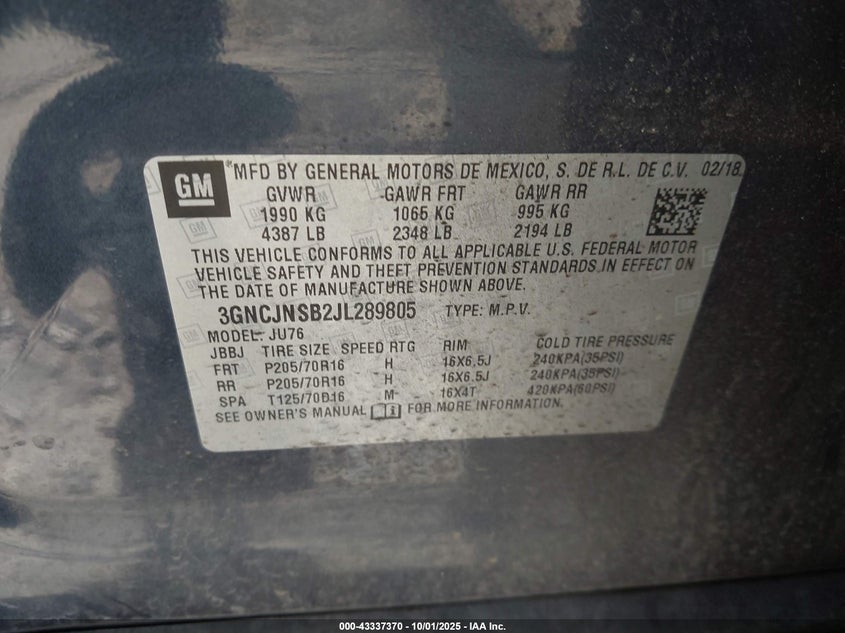 GM
*MFD BY GENERAL MOTORS DE MEXICO, S. DE R.L. DE C.V. 02/18
GVWR GAWR FRT GAWR RR
1990 KG 1065 KG 995 KG
4387 LB 2348 LB 2194 LB
THIS VEHICLE CONFORMS TO ALL APPLICABLE U.S. FEDERAL MOTOR
VEHICLE SAFETY AND THEFT PREVENTION STANDARDS IN EFFECT ON
THE DATE OF MANUFACTURE SHOWN ABOVE.
3GNCJNSB2JL289805 TYPE: M.P.V.
MODEL: JU76
JBBJ TIRE SIZE SPEED RTG RIM COLD TIRE PRESSURE
FRT P205/70R16 H 16X6.5J 240KPA(35PSI)
RR P205/70R16 H 16X6.5J 240KPA(35PSI)
SPA T125/70D16 M 16X4T 420KPA(60PSI)
SEE OWNER'S MANUAL FOR MORE INFORMATION.
000-43337370 - 10/01/2025 - IAA Inc.